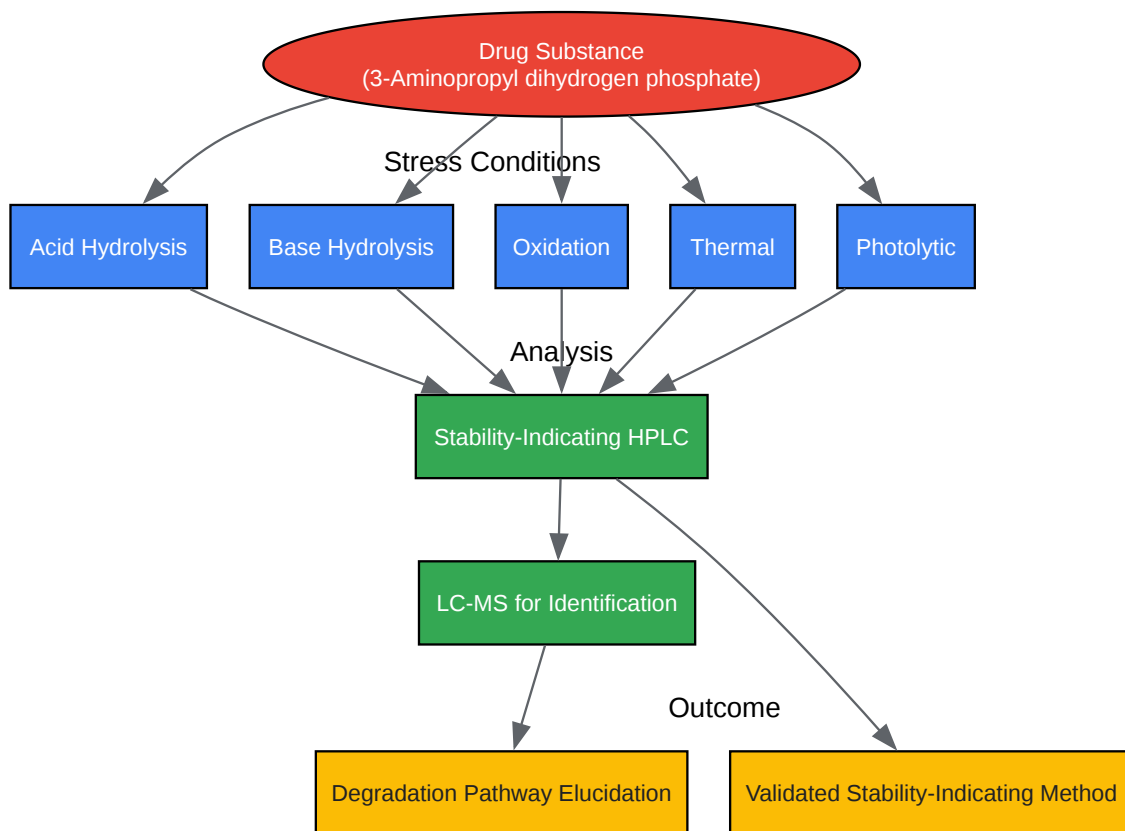 Drug Substance
(3-Aminopropyl dihydrogen phosphate)
Stress Conditions
Acid Hydrolysis
Base Hydrolysis
Oxidation
Thermal
Photolytic
Analysis
Stability-Indicating HPLC
LC-MS for Identification
Outcome
Degradation Pathway Elucidation
Validated Stability-Indicating Method